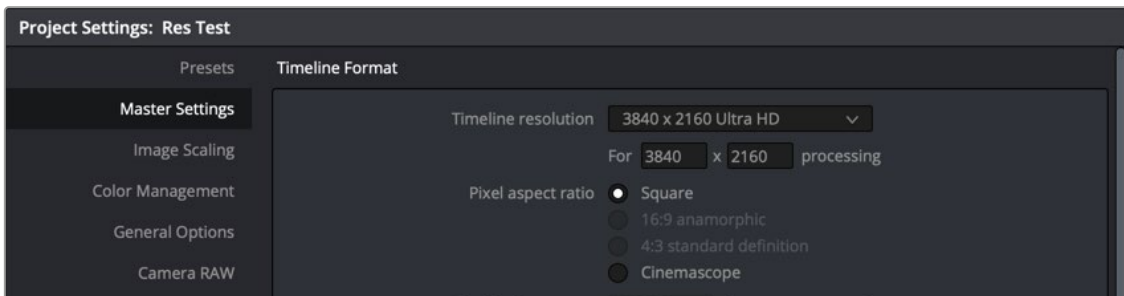 Project Settings: Res Test
Presets
Timeline Format
Master Settings
Timeline resolution 3840 x 2160 Ultra HD
Image Scaling
For 3840 x 2160 processing
Color Management
Pixel aspect ratio Square
16:9 anamorphic
General Options
4:3 standard definition
Camera RAW
Cinemascope